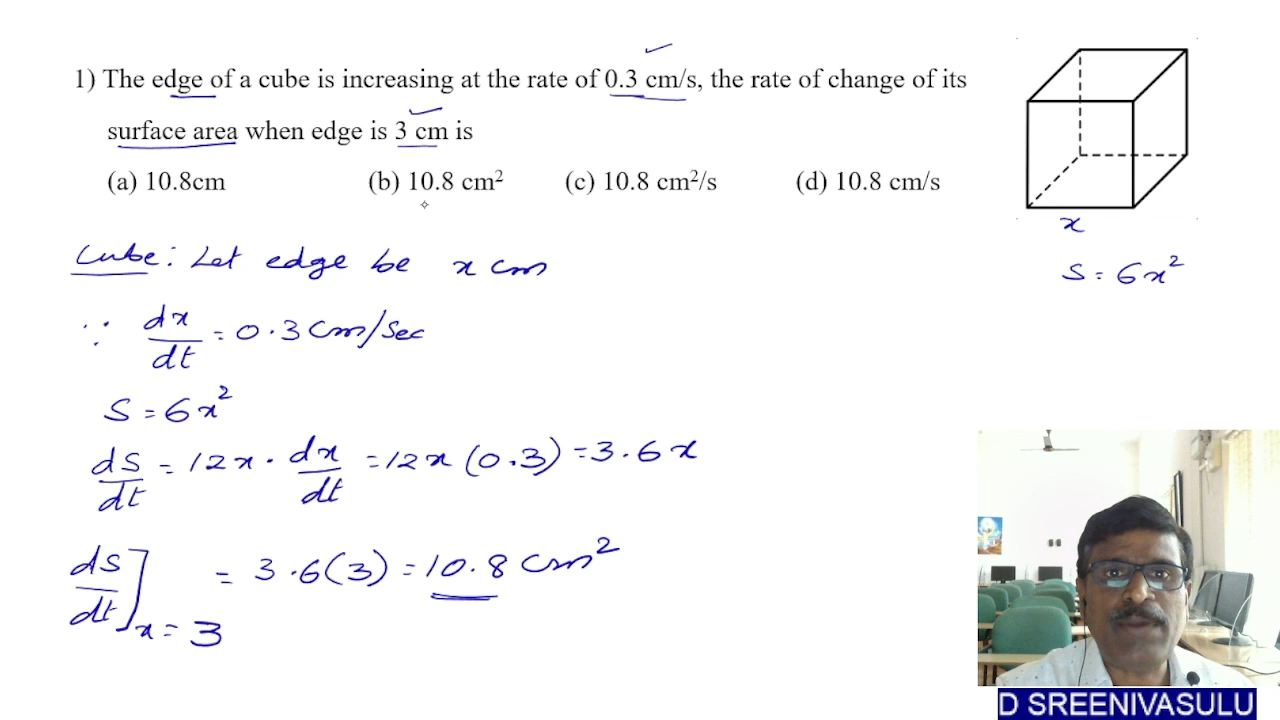 1) The edge of a cube is increasing at the rate of 0.3 cm/s, the rate of change of its
surface area when edge is 3 cm is
(a) 10.8cm (b) 10.8 cm² (c) 10.8 cm²/s (d) 10.8 cm/s
x
S = 6x²
Cube: Let edge be x cm
∵ dx/dt = 0.3 cm/sec
S = 6x²
ds/dt = 12x · dx/dt = 12x (0.3) = 3.6x
ds/dt]x=3 = 3.6(3) = 10.8 cm²
D SREENIVASULU